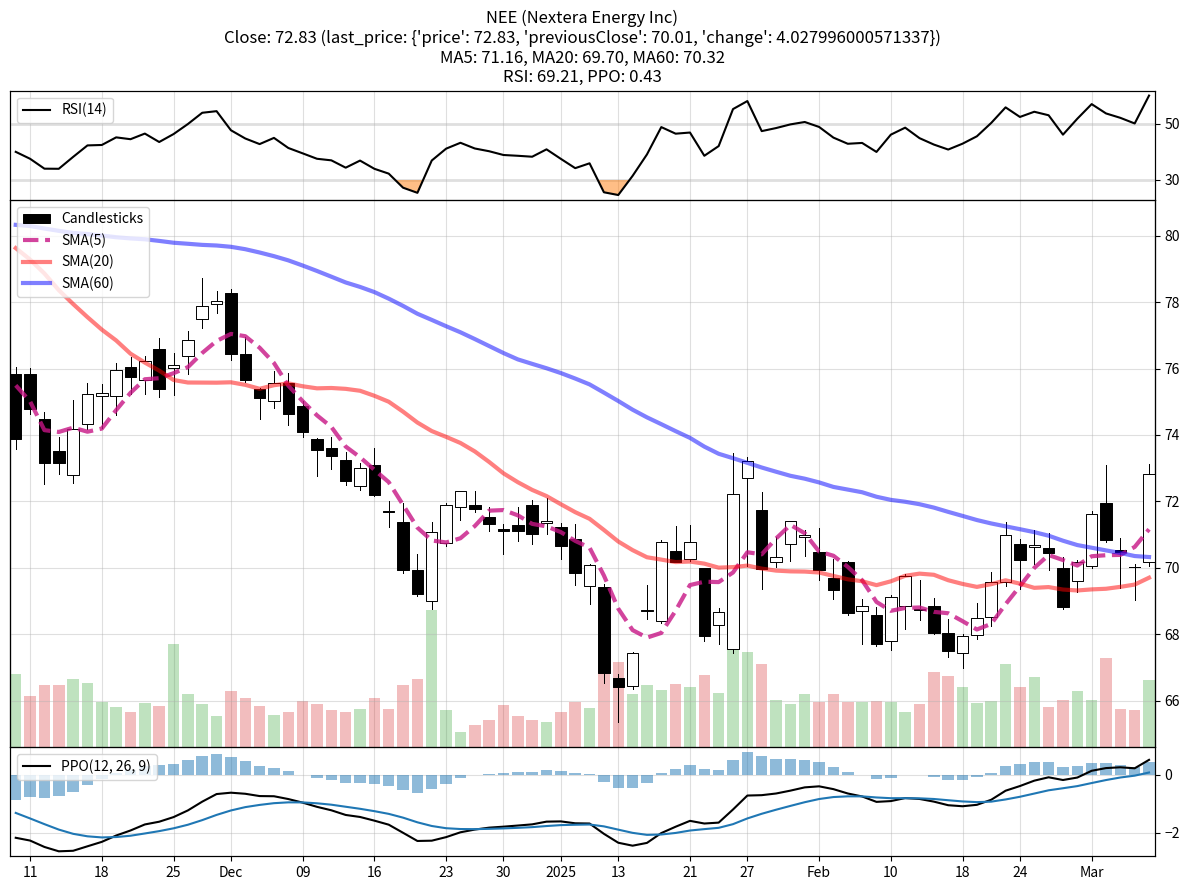 NEE (Nextera Energy Inc)
Close: 72.83 (last_price: {'price': 72.83, 'previousClose': 70.01, 'change': 4.027996000571337})
MA5: 71.16, MA20: 69.70, MA60: 70.32
RSI: 69.21, PPO: 0.43
RSI(14)
50
30
Candlesticks
SMA(5)
SMA(20)
SMA(60)
80
78
76
74
72
70
68
66
PPO(12, 26, 9)
0
−2
11 18 25 Dec 09 16 23 30 2025 13 21 27 Feb 10 18 24 Mar